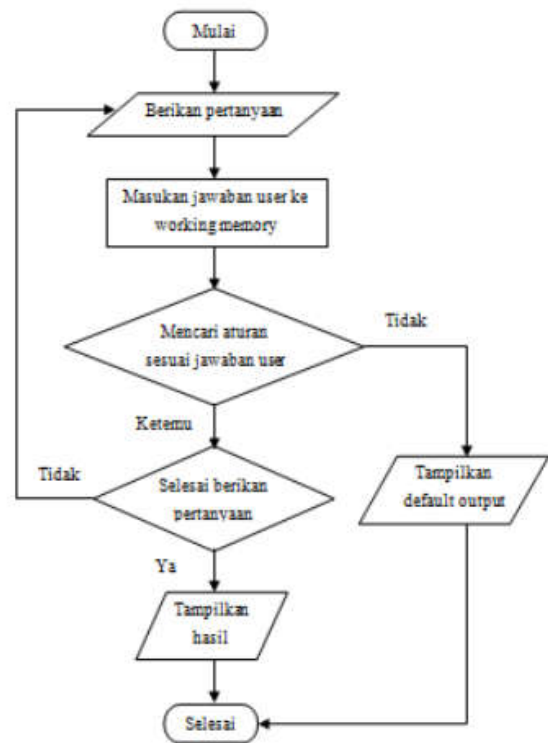 Mulai
Berikan pertanyaan
Masukan jawaban user ke
working memory
Mencari aturan
sesuai jawaban user
Tidak
Ketemu
Tidak
Selesai berikan
pertanyaan
Tampilkan
default output
Ya
Tampilkan
hasil
Selesai